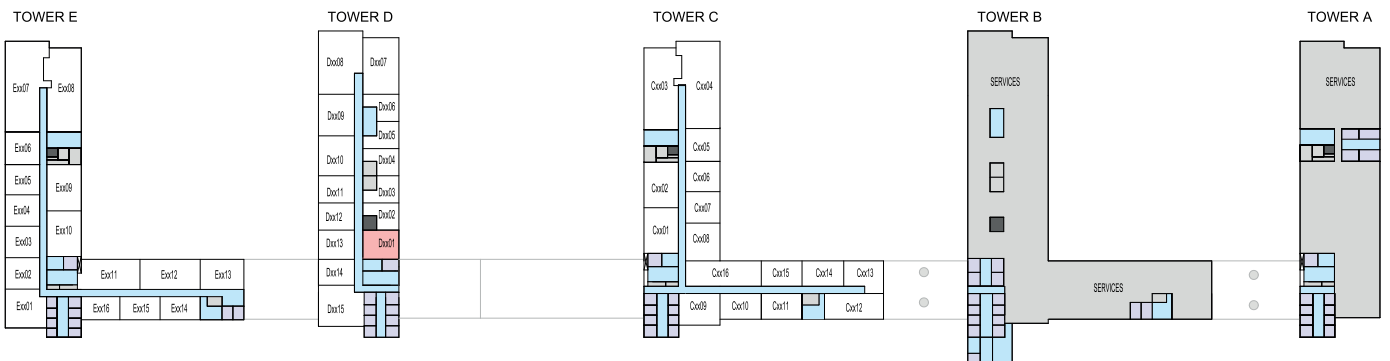 TOWER E
TOWER D
TOWER C
TOWER B
TOWER A
Exx07
Exx08
Exx06
Exx05
Exx09
Exx04
Exx03
Exx10
Exx02
Exx11
Exx12
Exx13
Exx01
Exx16
Exx15
Exx14
Dxx08
Dxx07
Dxx09
Dxx06
Dxx05
Dxx10
Dxx04
Dxx11
Dxx03
Dxx12
Dxx02
Dxx13
Dxx01
Dxx14
Dxx15
Cxx03
Cxx04
Cxx05
Cxx02
Cxx06
Cxx07
Cxx01
Cxx08
Cxx16
Cxx15
Cxx14
Cxx13
Cxx09
Cxx10
Cxx11
Cxx12
SERVICES
SERVICES
SERVICES